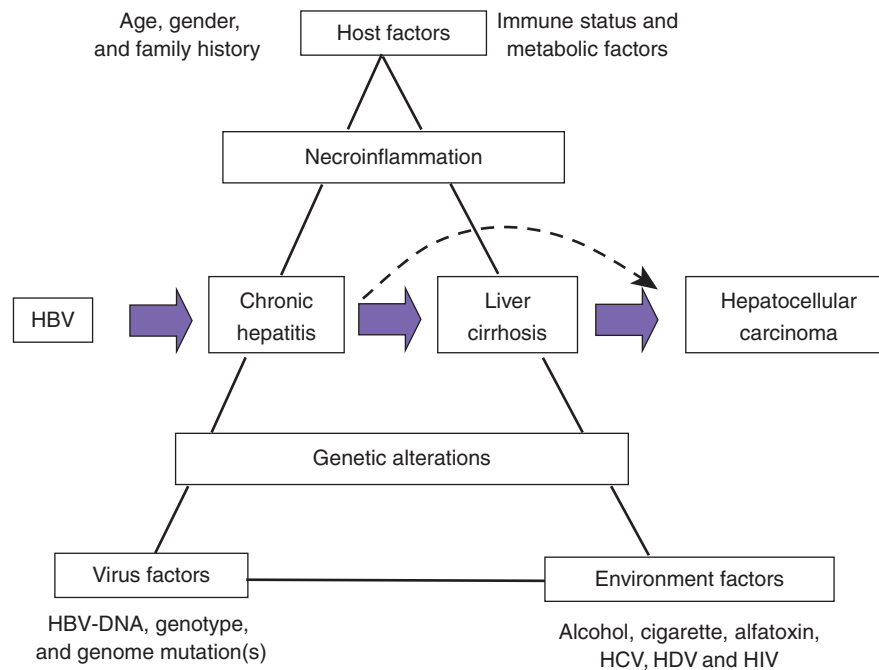 Age, gender,
and family history
Host factors
Immune status and
metabolic factors
Necroinflammation
HBV
Chronic
hepatitis
Liver
cirrhosis
Hepatocellular
carcinoma
Genetic alterations
Virus factors
Environment factors
HBV-DNA, genotype,
and genome mutation(s)
Alcohol, cigarette, alfatoxin,
HCV, HDV and HIV